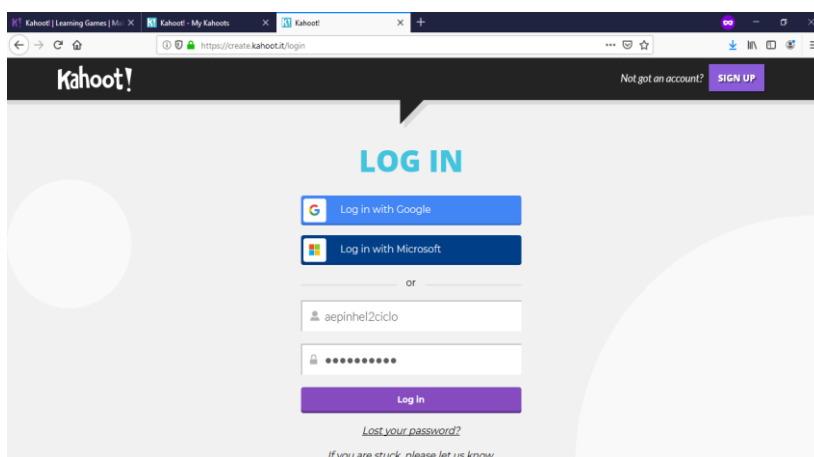 Kahoot! | Learning Games | Ma
Kahoot! - My Kahoots
Kahoot!
https://create.kahoot.it/login
Kahoot!
Not got an account?
SIGN UP
LOG IN
Log in with Google
Log in with Microsoft
or
aepinhel2ciclo
Log in
Lost your password?
If you are stuck, please let us know